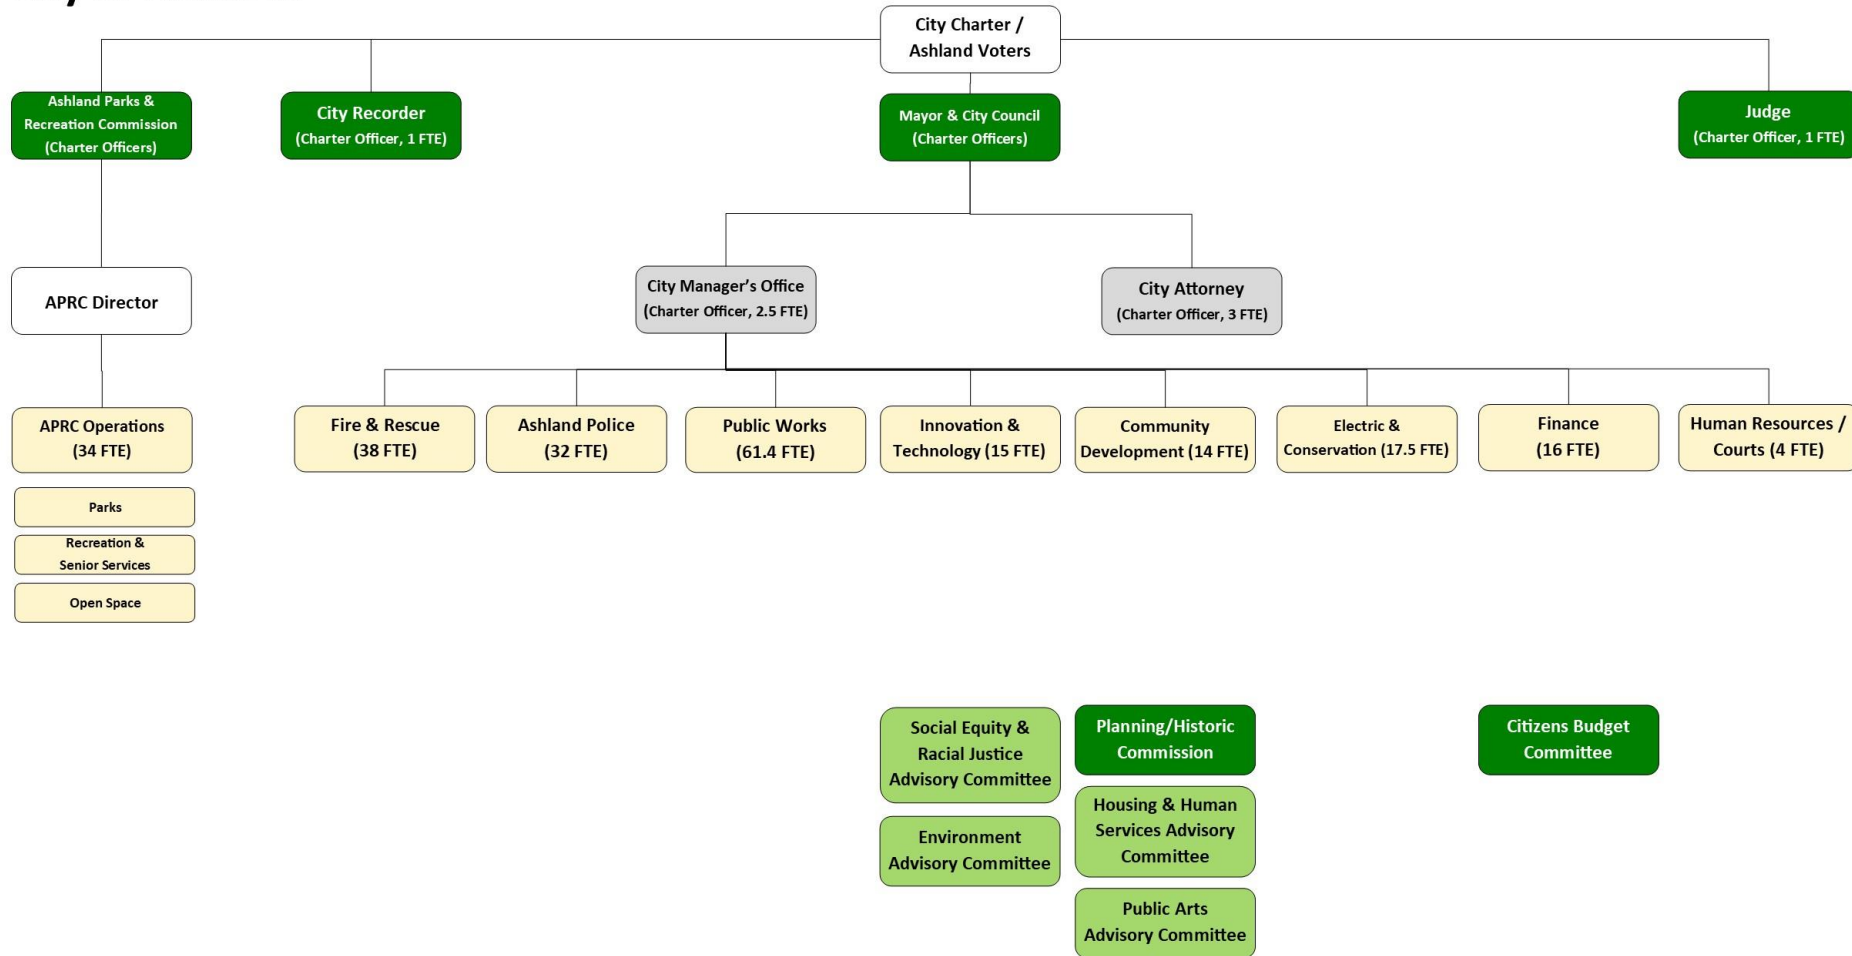 City Charter /
Ashland Voters
Ashland Parks &
Recreation Commission
(Charter Officers)
City Recorder
(Charter Officer, 1 FTE)
Mayor & City Council
(Charter Officers)
Judge
(Charter Officer, 1 FTE)
APRC Director
City Manager’s Office
(Charter Officer, 2.5 FTE)
City Attorney
(Charter Officer, 3 FTE)
APRC Operations
(34 FTE)
Fire & Rescue
(38 FTE)
Ashland Police
(32 FTE)
Public Works
(61.4 FTE)
Innovation &
Technology (15 FTE)
Community
Development (14 FTE)
Electric &
Conservation (17.5 FTE)
Finance
(16 FTE)
Human Resources /
Courts (4 FTE)
Parks
Recreation &
Senior Services
Open Space
Social Equity &
Racial Justice
Advisory Committee
Environment
Advisory Committee
Planning/Historic
Commission
Housing & Human
Services Advisory
Committee
Public Arts
Advisory Committee
Citizens Budget
Committee